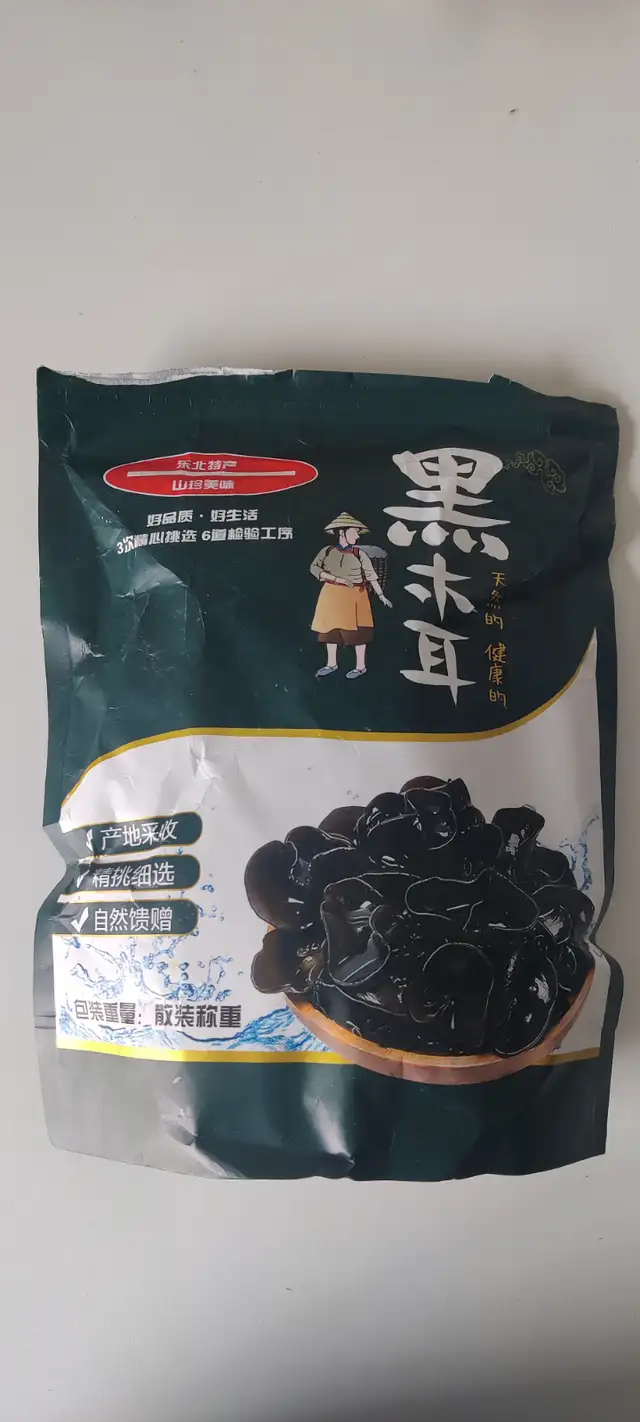 东北特产
山珍美味
好品质·好生活
3次精心挑选 6道检验工序
黑木耳
天然的 健康的
产地采收
精挑细选
自然馈赠
包装重量：散装称重